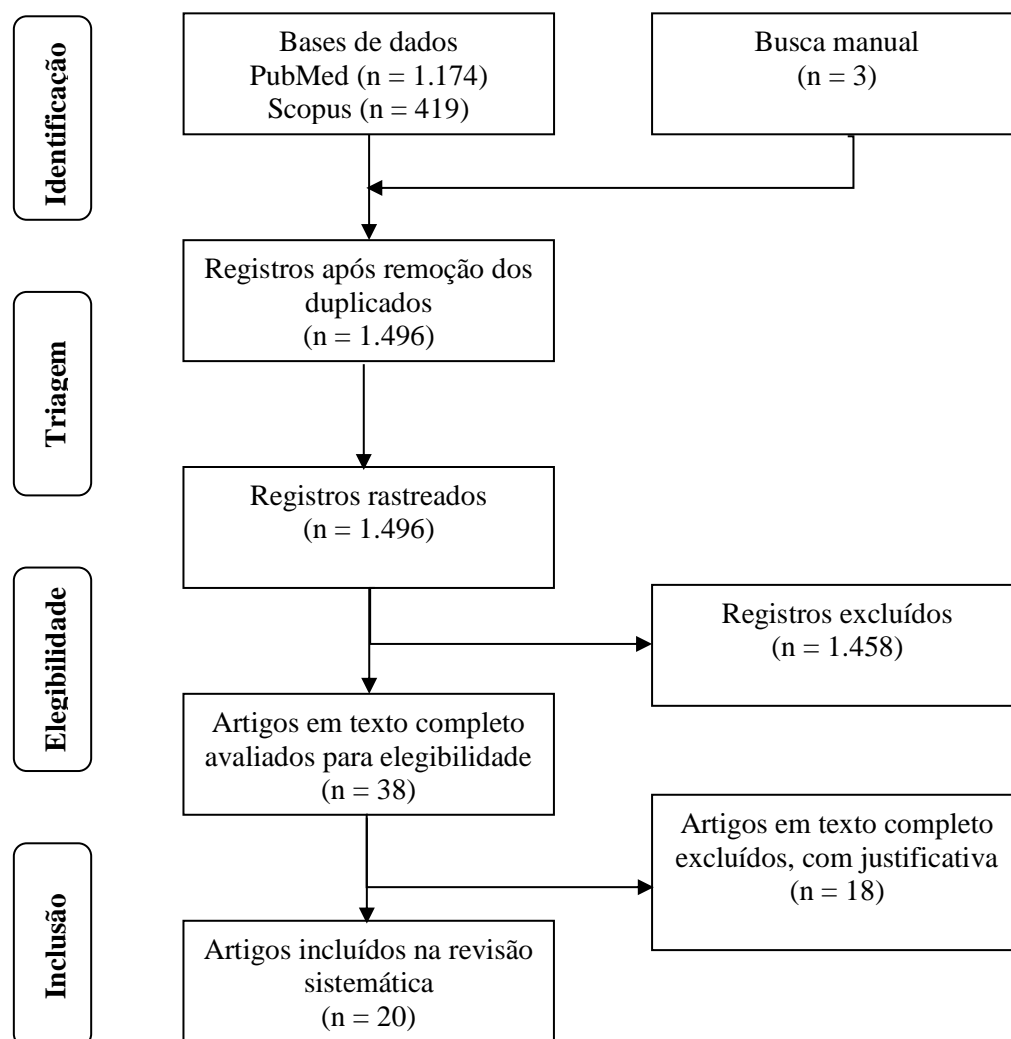 Identificação
Bases de dados
PubMed (n = 1.174)
Scopus (n = 419)
Busca manual
(n = 3)
Triagem
Registros após remoção dos
duplicados
(n = 1.496)
Registros rastreados
(n = 1.496)
Elegibilidade
Registros excluídos
(n = 1.458)
Artigos em texto completo
avaliados para elegibilidade
(n = 38)
Artigos em texto completo
excluídos, com justificativa
(n = 18)
Inclusão
Artigos incluídos na revisão
sistemática
(n = 20)